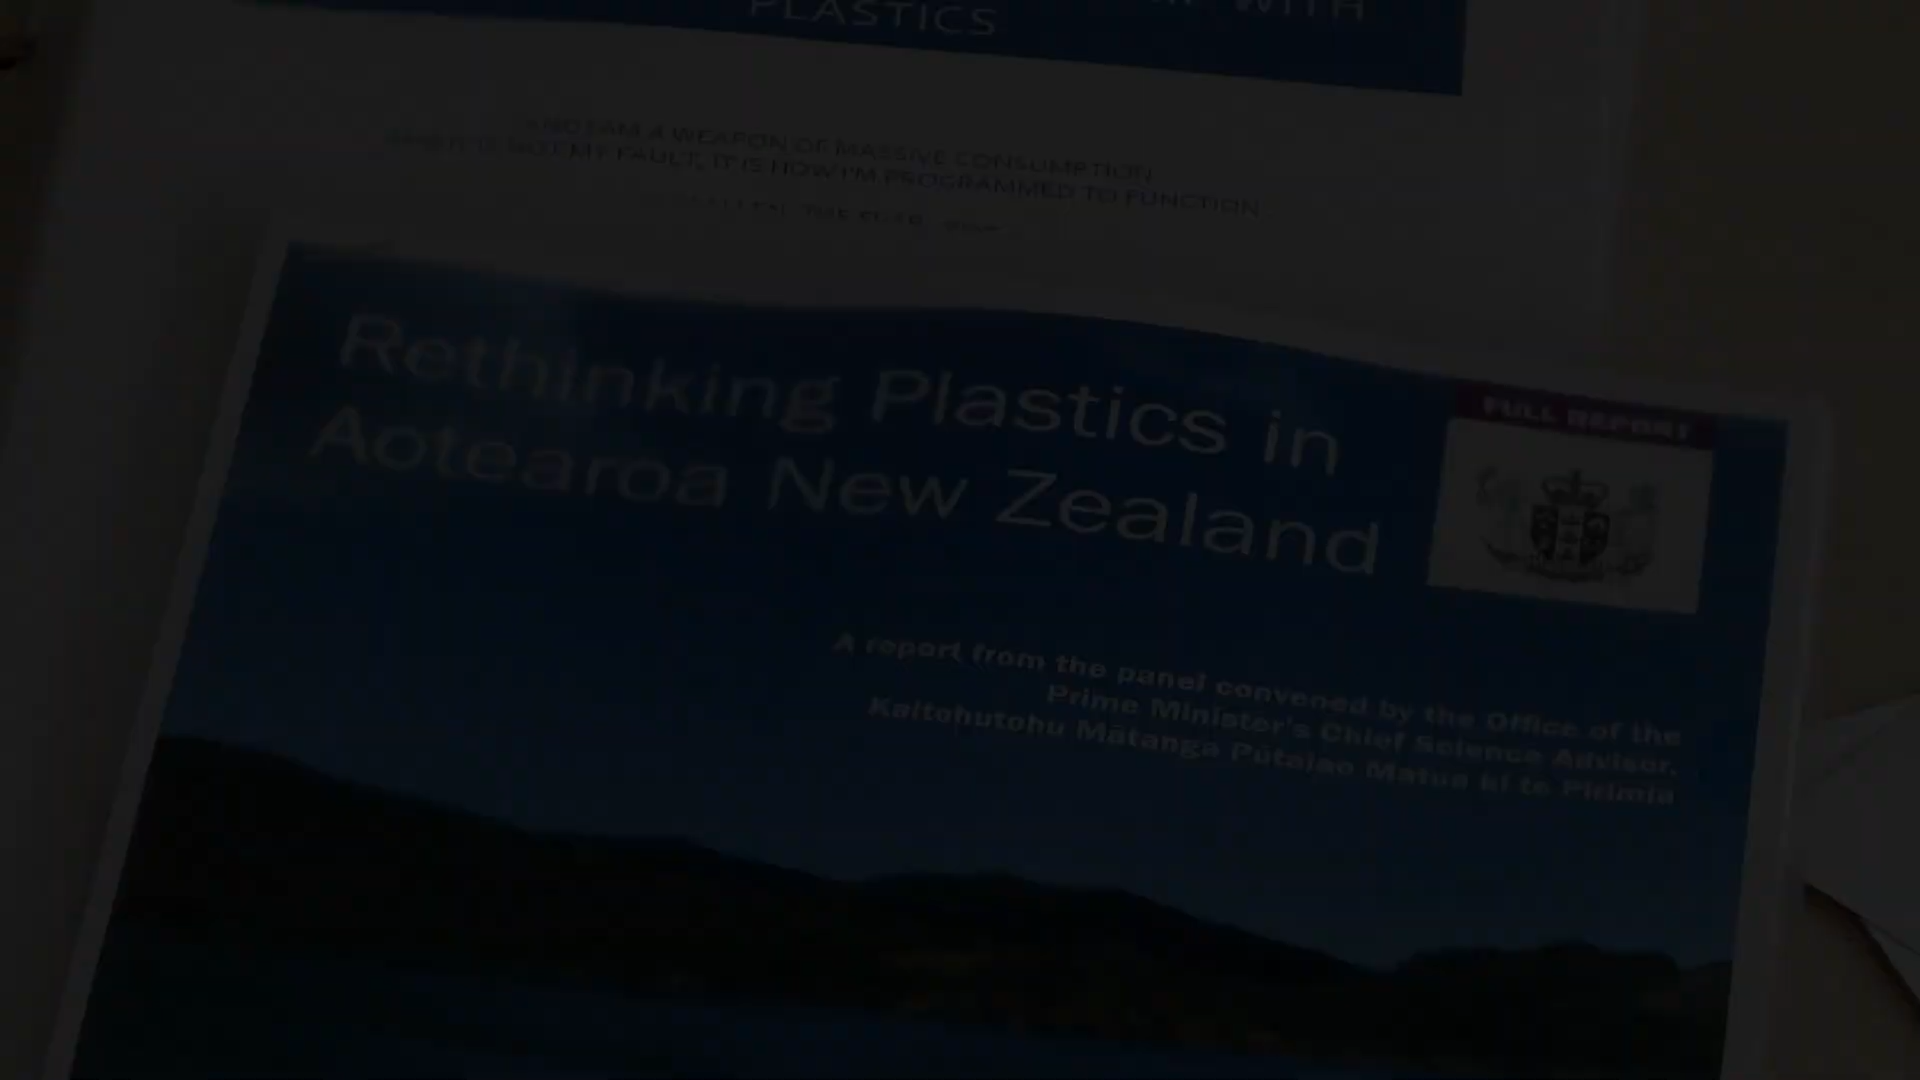 WITH
PLASTICS
AND I AM A WEAPON OF MASSIVE CONSUMPTION
NOT MY FAULT, IT IS HOW I'M PROGRAMMED TO FUNCTION
Rethinking Plastics in
Aotearoa New Zealand
FULL REPORT
A report from the panel convened by the Office of the
Prime Minister's Chief Science Advisor,
Kaitohutohu Mātanga Pūtaiao Matua ki te Pirimia